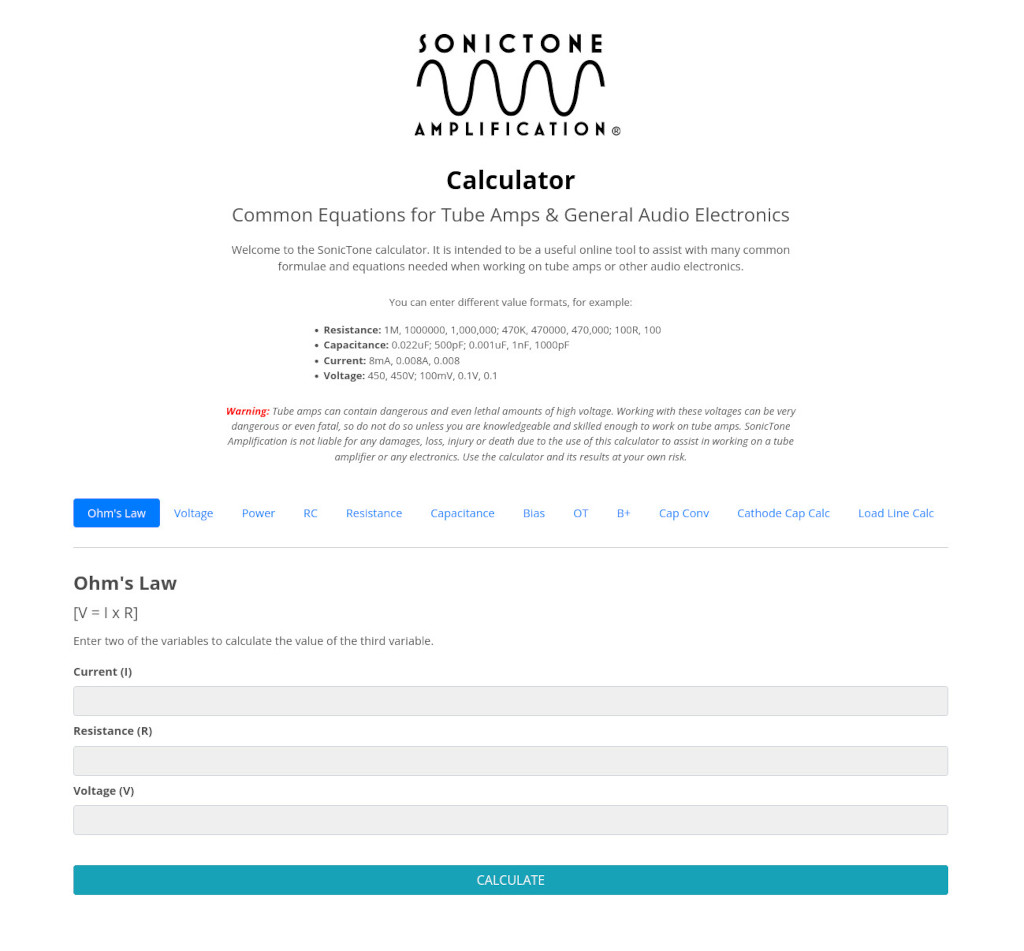 SONICTONE
AMPLIFICATION®
Calculator
Common Equations for Tube Amps & General Audio Electronics
Welcome to the SonicTone calculator. It is intended to be a useful online tool to assist with many common
formulae and equations needed when working on tube amps or other audio electronics.
You can enter different value formats, for example:
• Resistance: 1M, 1000000, 1,000,000; 470K, 470000, 470,000; 100R, 100
• Capacitance: 0.022uF; 500pF; 0.001uF, 1nF, 1000pF
• Current: 8mA, 0.008A, 0.008
• Voltage: 450, 450V; 100mV, 0.1V, 0.1
Warning: Tube amps can contain dangerous and even lethal amounts of high voltage. Working with these voltages can be very
dangerous or even fatal, so do not do so unless you are knowledgeable and skilled enough to work on tube amps. SonicTone
Amplification is not liable for any damages, loss, injury or death due to the use of this calculator to assist in working on a tube
amplifier or any electronics. Use the calculator and its results at your own risk.
Ohm's Law Voltage Power RC Resistance Capacitance Bias OT B+ Cap Conv Cathode Cap Calc Load Line Calc
Ohm's Law
[V = I x R]
Enter two of the variables to calculate the value of the third variable.
Current (I)
Resistance (R)
Voltage (V)
CALCULATE